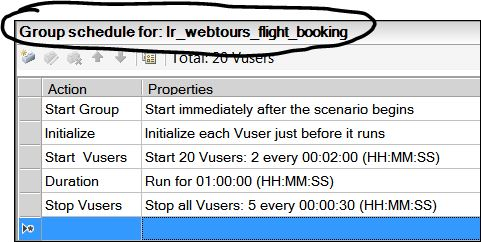 Group schedule for: lr_webtours_flight_booking
Total: 20 Vusers
Action Properties
Start Group Start immediately after the scenario begins
Initialize Initialize each Vuser just before it runs
Start Vusers Start 20 Vusers: 2 every 00:02:00 (HH:MM:SS)
Duration Run for 01:00:00 (HH:MM:SS)
Stop Vusers Stop all Vusers: 5 every 00:00:30 (HH:MM:SS)